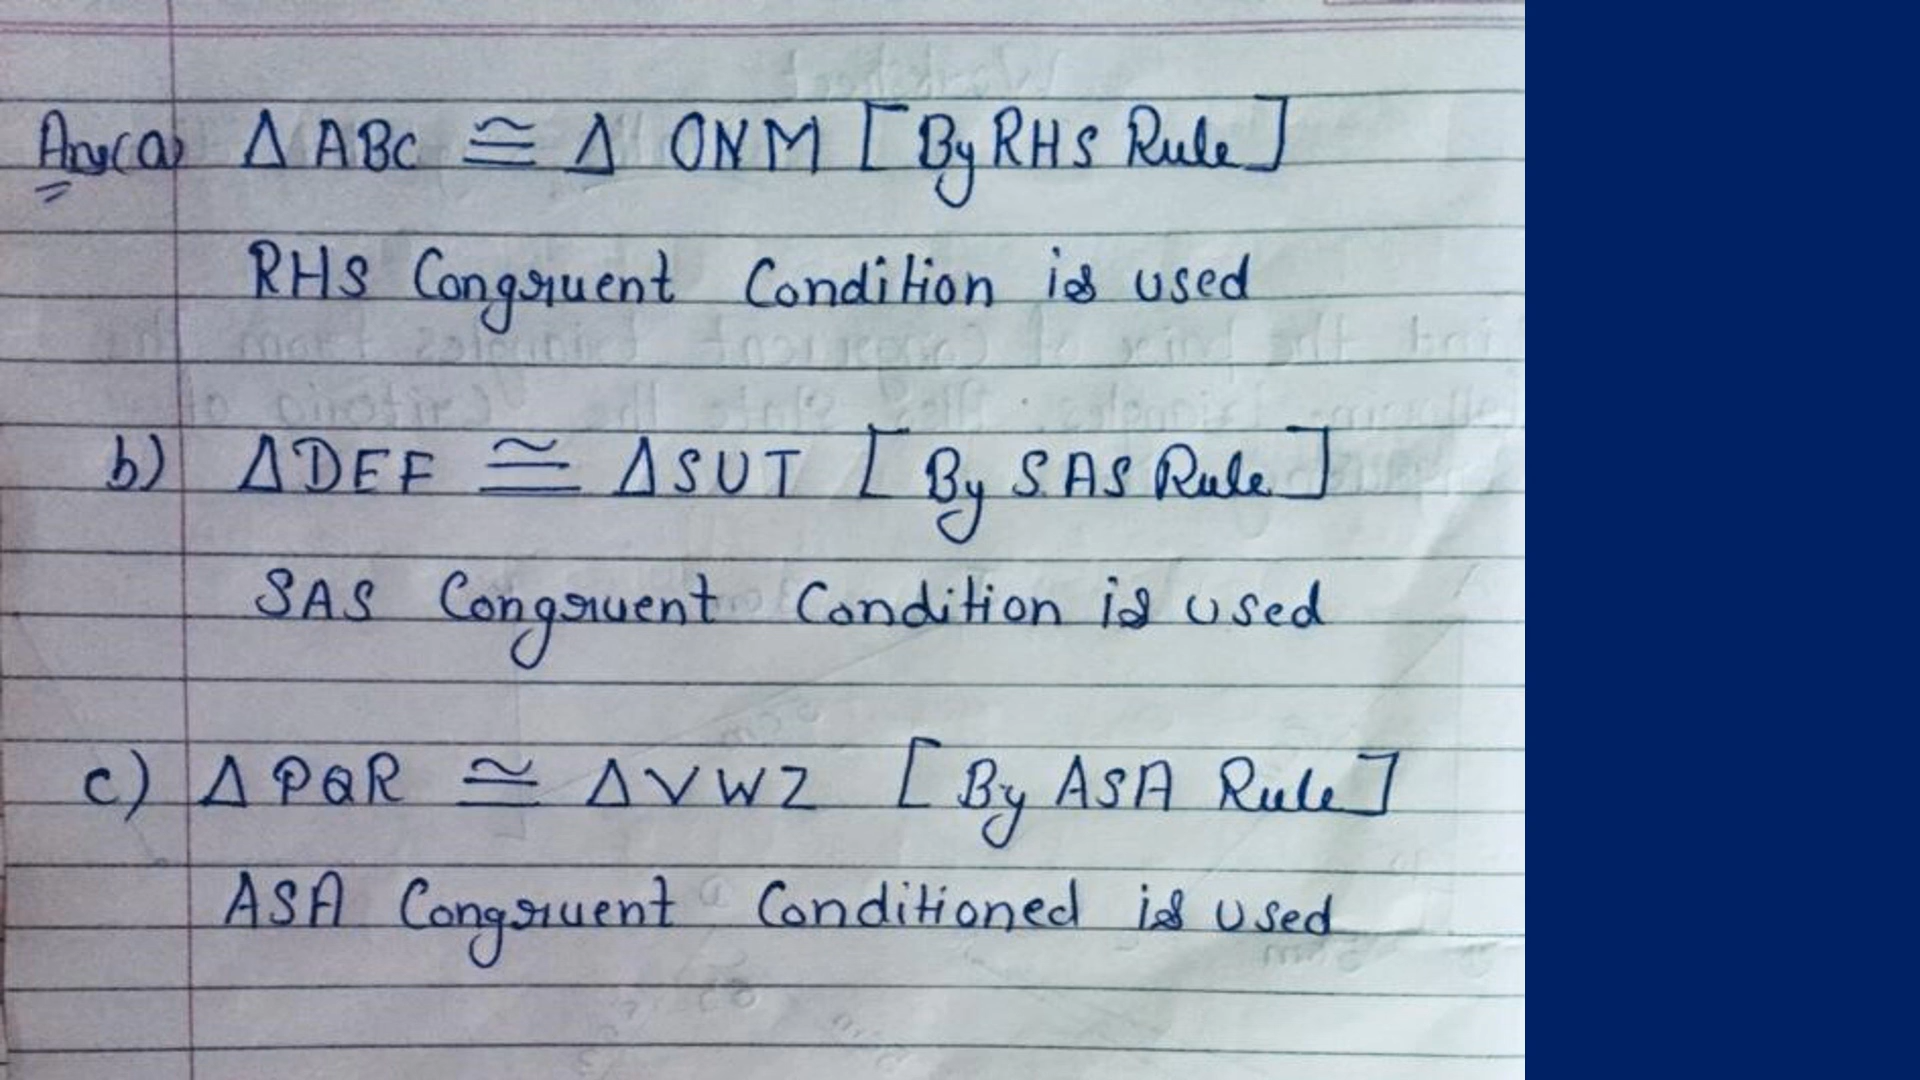 Ans(a) Δ ABC ≅ Δ ONM [By RHS Rule]
RHS Congruent Condition is used
b) ΔDEF ≅ ΔSUT [By SAS Rule]
SAS Congruent Condition is used
c) Δ PQR ≅ ΔVWZ [By ASA Rule]
ASA Congruent Conditioned is used